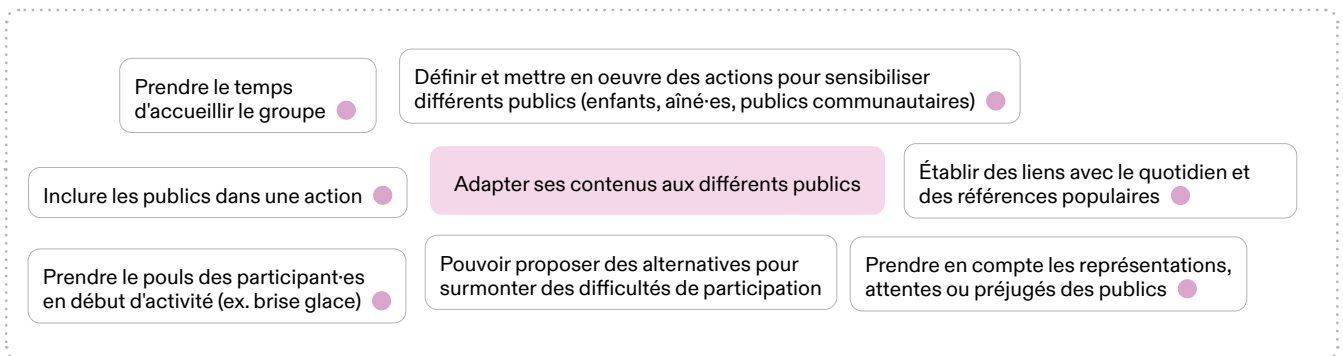 Prendre le temps
d'accueillir le groupe
Définir et mettre en oeuvre des actions pour sensibiliser
différents publics (enfants, aîné·es, publics communautaires)
Inclure les publics dans une action
Adapter ses contenus aux différents publics
Établir des liens avec le quotidien et
des références populaires
Prendre le pouls des participant·es
en début d'activité (ex. brise glace)
Pouvoir proposer des alternatives pour
surmonter des difficultés de participation
Prendre en compte les représentations,
attentes ou préjugés des publics